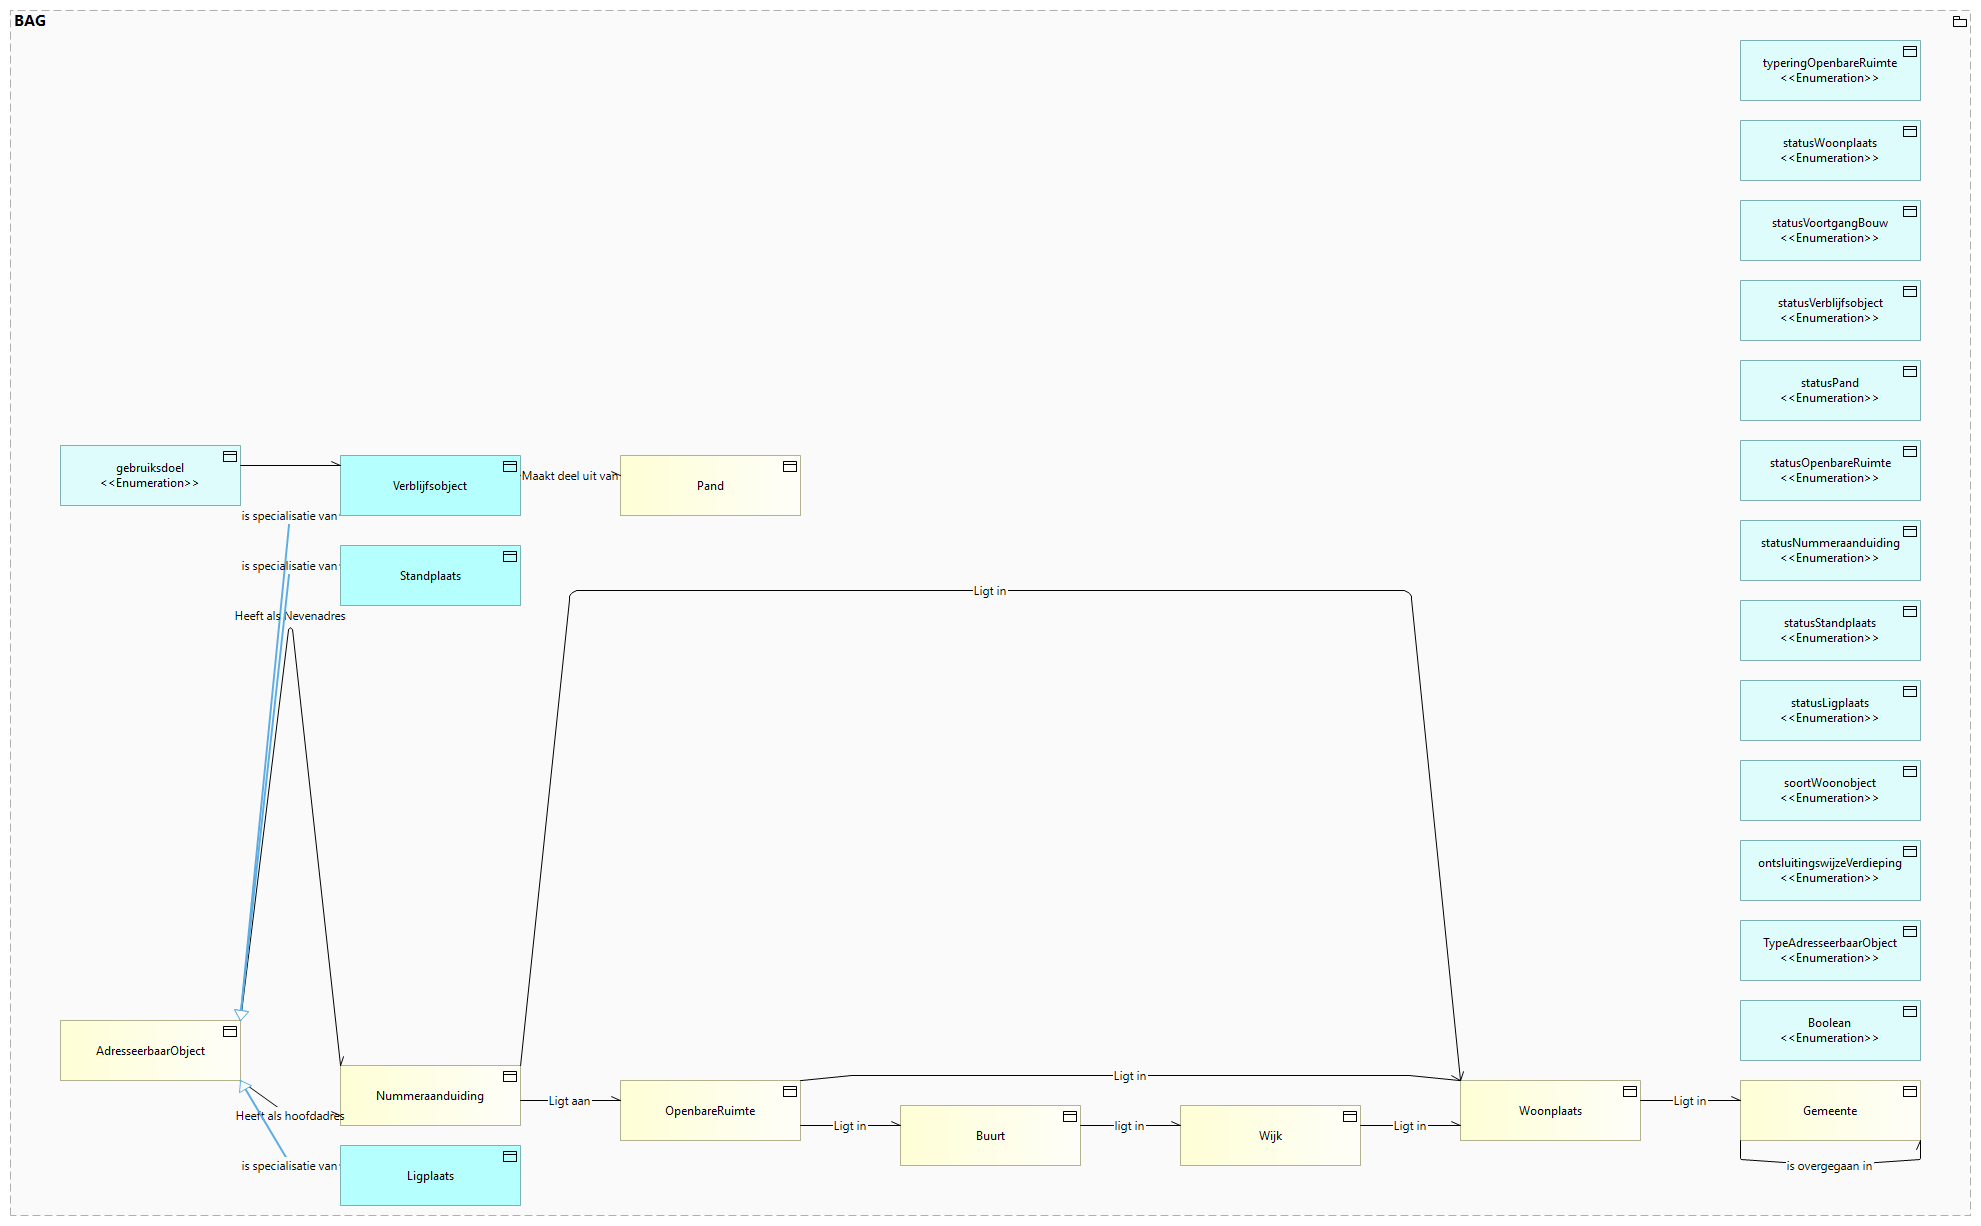 BAG
typeringOpenbareRuimte
<<Enumeration>>
statusWoonplaats
<<Enumeration>>
statusVoortgangBouw
<<Enumeration>>
statusVerblijfsobject
<<Enumeration>>
statusPand
<<Enumeration>>
gebruiksdoel
<<Enumeration>>
Verblijfsobject
Maakt deel uit van
Pand
statusOpenbareRuimte
<<Enumeration>>
is specialisatie van
is specialisatie van
Standplaats
statusNummeraanduiding
<<Enumeration>>
Heeft als Nevenadres
Ligt in
statusStandplaats
<<Enumeration>>
statusLigplaats
<<Enumeration>>
soortWoonobject
<<Enumeration>>
ontsluitingswijzeVerdieping
<<Enumeration>>
TypeAdresseerbaarObject
<<Enumeration>>
Boolean
<<Enumeration>>
AdresseerbaarObject
Heeft als hoofdadres
Nummeraanduiding
Ligt aan
OpenbareRuimte
Ligt in
Ligt in
Buurt
ligt in
Wijk
Ligt in
Woonplaats
Ligt in
Gemeente
is overgegaan in
is specialisatie van
Ligplaats